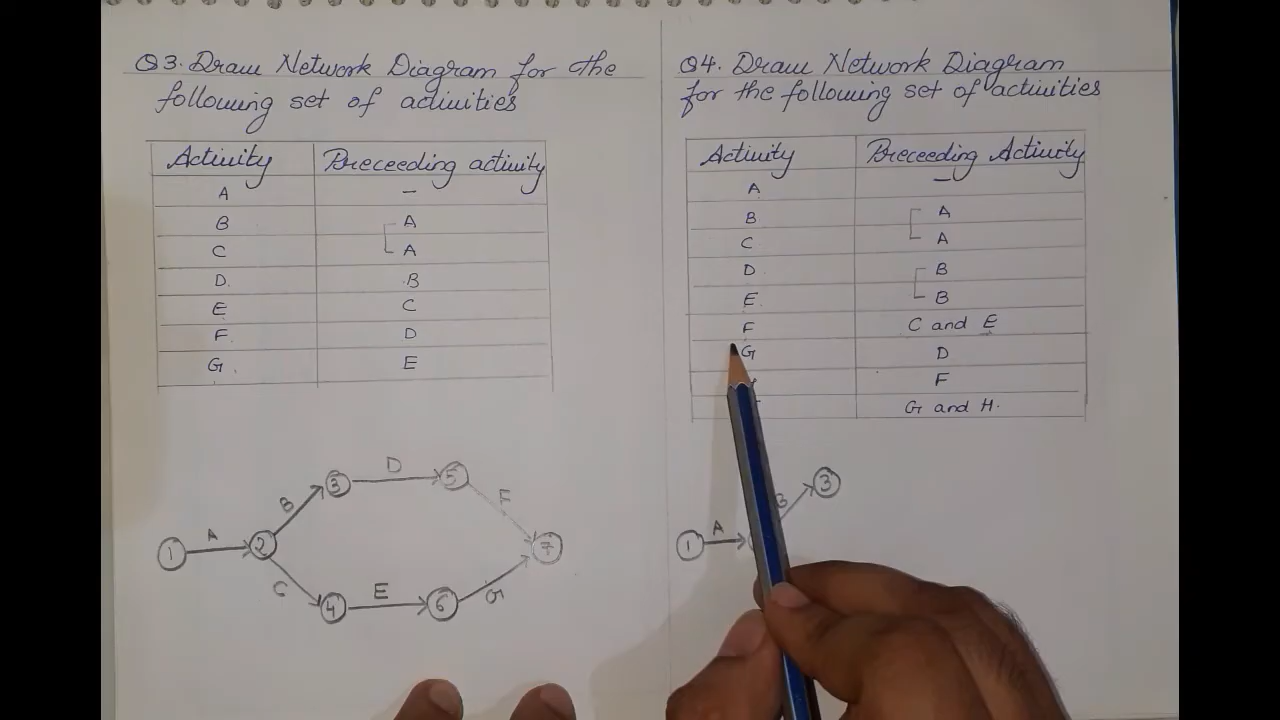 Q3. Draw Network Diagram for the
following set of activities
Activity Preceeding activity
A –
B A
C A
D. B
E C
F D
G. E
1 A 2 B 3 D 5 F 7
C 4 E 6 G
Q4. Draw Network Diagram
for the following set of activities
Activity Preceeding Activity
A –
B A
C A
D B
E B
F C and E
G D
F
G and H.
1 A B 3